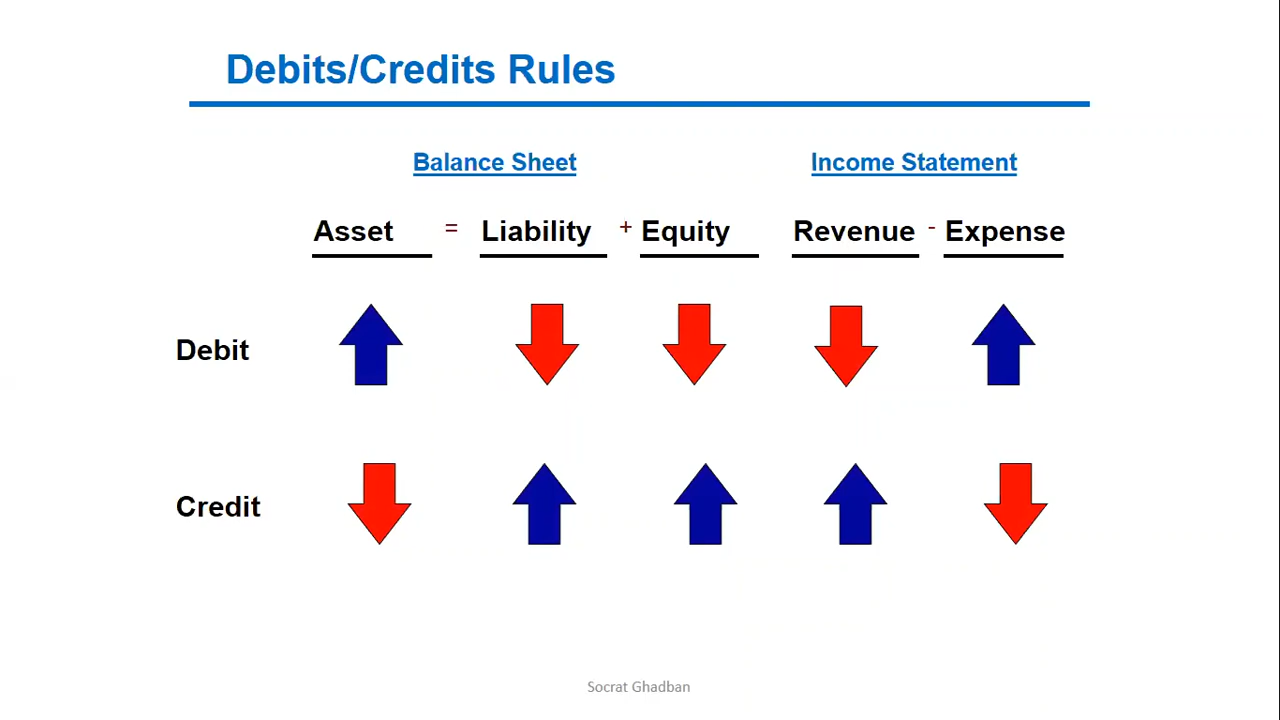 Debits/Credits Rules
Balance Sheet Income Statement
Asset = Liability + Equity Revenue - Expense
Debit
Credit
Socrat Ghadban